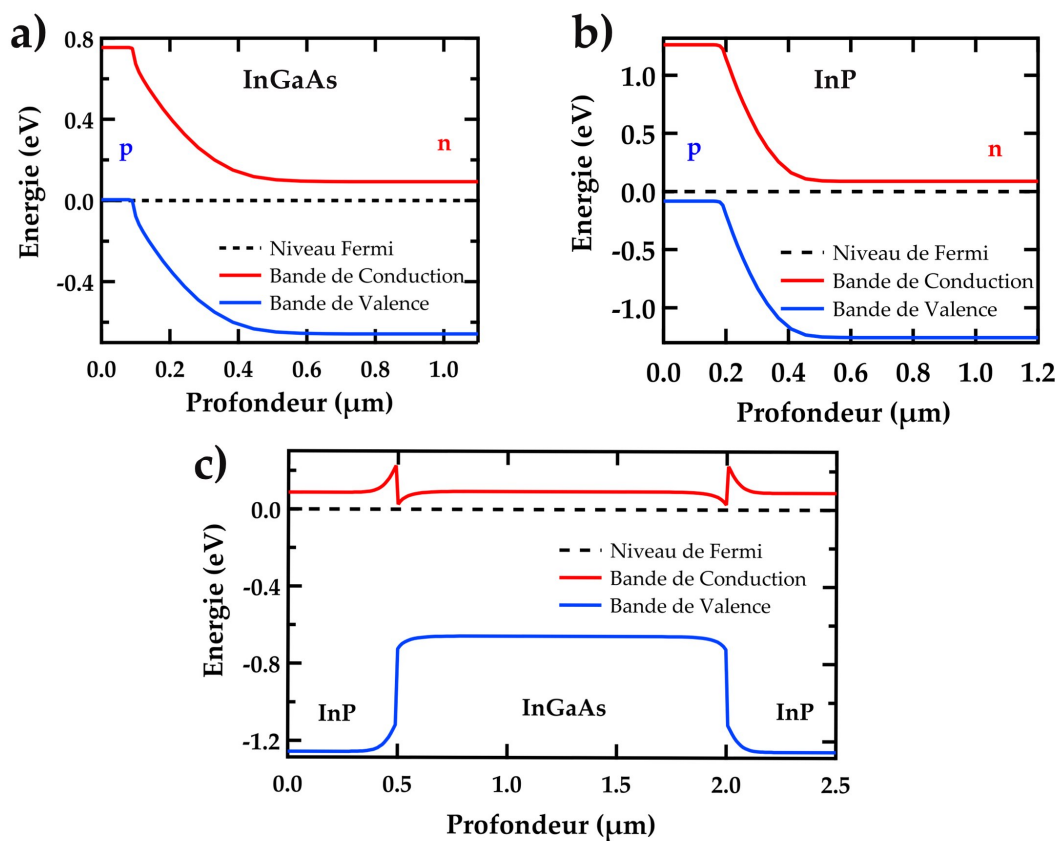 a)
0.8
0.4
0.0
-0.4
Energie (eV)
InGaAs
p
n
Niveau Fermi
Bande de Conduction
Bande de Valence
0.0 0.2 0.4 0.6 0.8 1.0
Profondeur (μm)
b)
1.0
0.5
0.0
-0.5
-1.0
Energie (eV)
InP
p
n
Niveau de Fermi
Bande de Conduction
Bande de Valence
0.0 0.2 0.4 0.6 0.8 1.0 1.2
Profondeur (μm)
c)
0.0
-0.4
-0.8
-1.2
Energie (eV)
Niveau de Fermi
Bande de Conduction
Bande de Valence
InP InGaAs InP
0.0 0.5 1.0 1.5 2.0 2.5
Profondeur (μm)